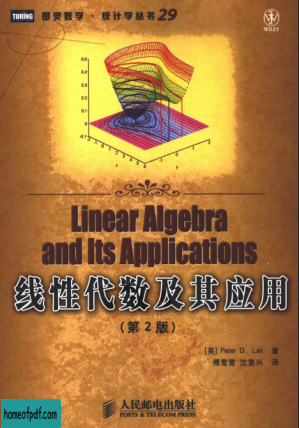 TURING 图灵数学·统计学丛书 29
WILEY
Linear Algebra
and Its Applications
线性代数及其应用
(第2版)
[美] Peter D. Lax 著
傅莺莺 沈复兴 译
homeofpdf.com
人民邮电出版社
POSTS & TELECOM PRESS
homeofpdf.com